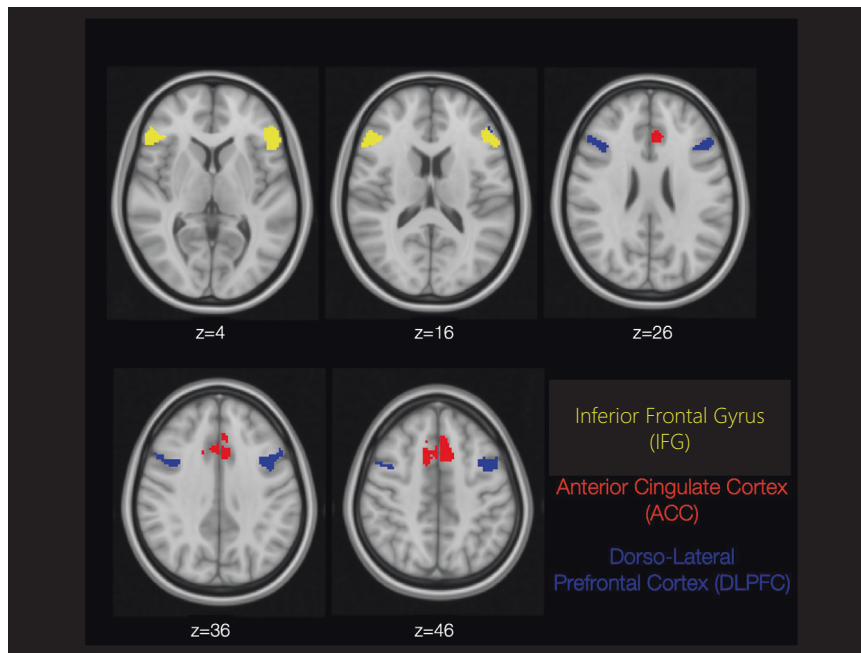 z=4
z=16
z=26
z=36
z=46
Inferior Frontal Gyrus
(IFG)
Anterior Cingulate Cortex
(ACC)
Dorso-Lateral
Prefrontal Cortex (DLPFC)